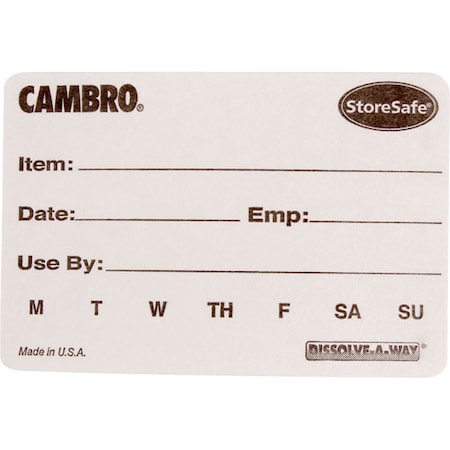 CAMBRO®
StoreSafe®
Item:
Date: Emp:
Use By:
M T W TH F SA SU
Made in U.S.A. DISSOLVE-A-WAY®